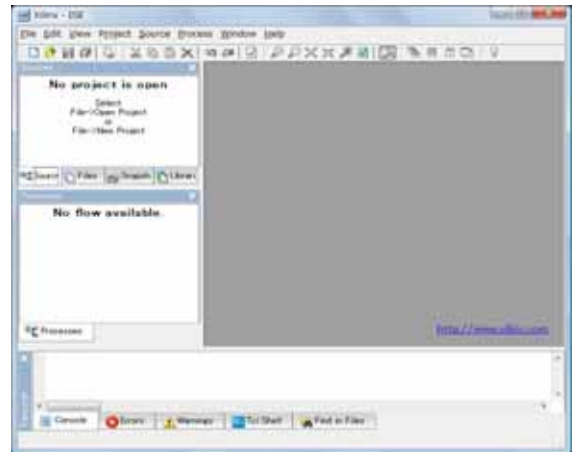 Xilinx - ISE
File Edit View Project Source Process Window Help
No project is open
Select
File->Open Project
or
File->New Project
Sources Files Snapsh Librari
No flow available.
Processes
http://www.xilinx.com
Console Errors Warnings Tcl Shell Find in Files